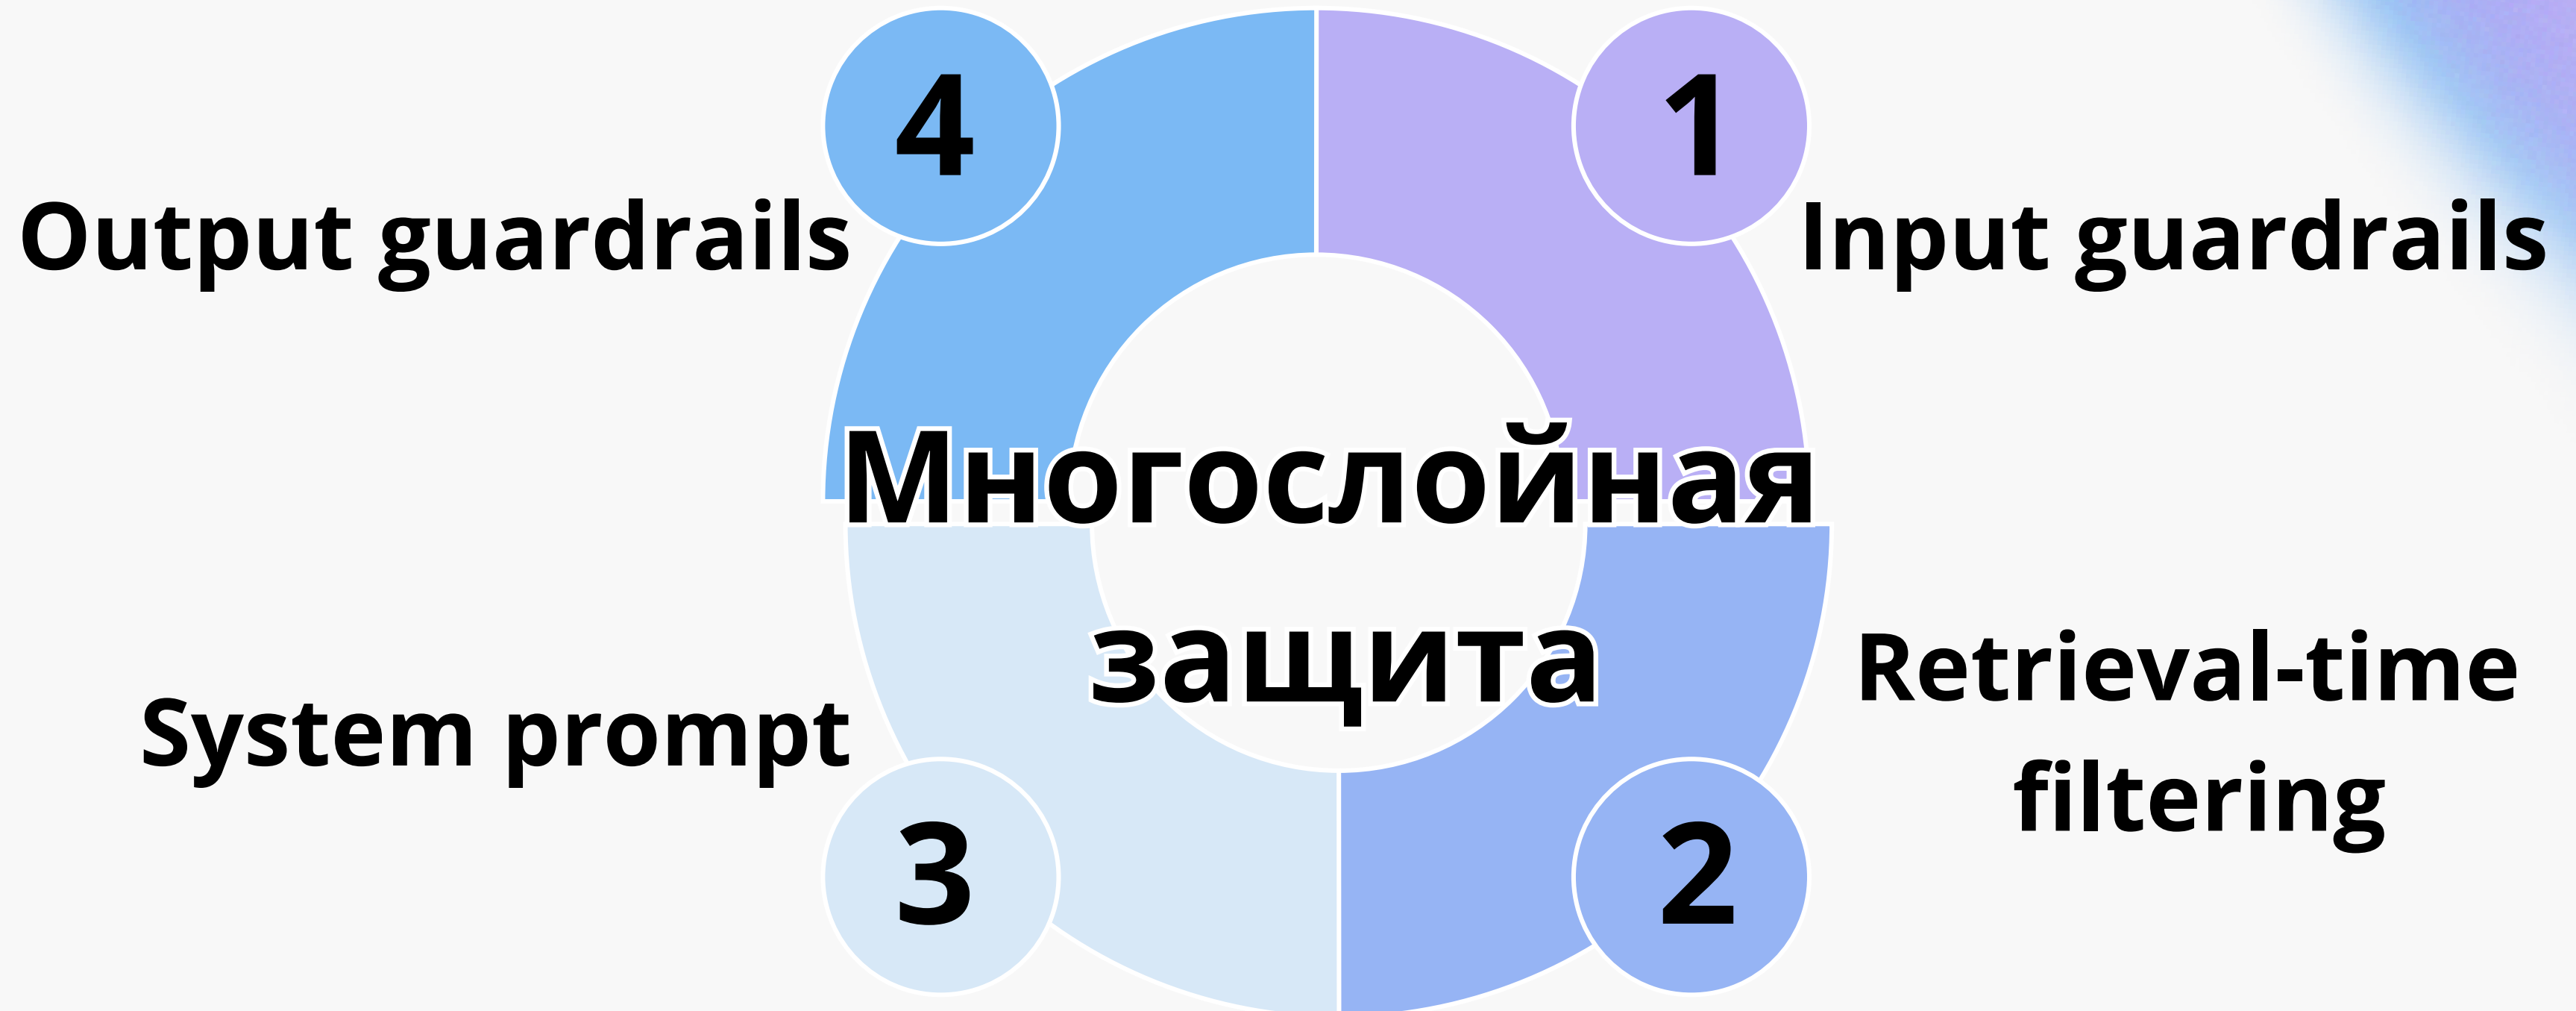 4
1
Output guardrails
Input guardrails
Многослойная
защита
Retrieval-time
filtering
System prompt
3
2